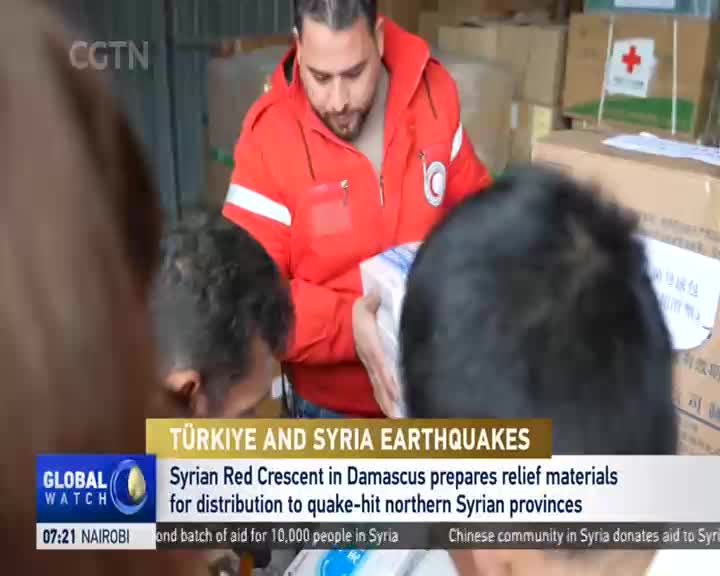 CGTN
TÜRKIYE AND SYRIA EARTHQUAKES
GLOBAL
WATCH
Syrian Red Crescent in Damascus prepares relief materials
for distribution to quake-hit northern Syrian provinces
07:21 NAIROBI
ond batch of aid for 10,000 people in Syria
Chinese community in Syria donates aid to Syri